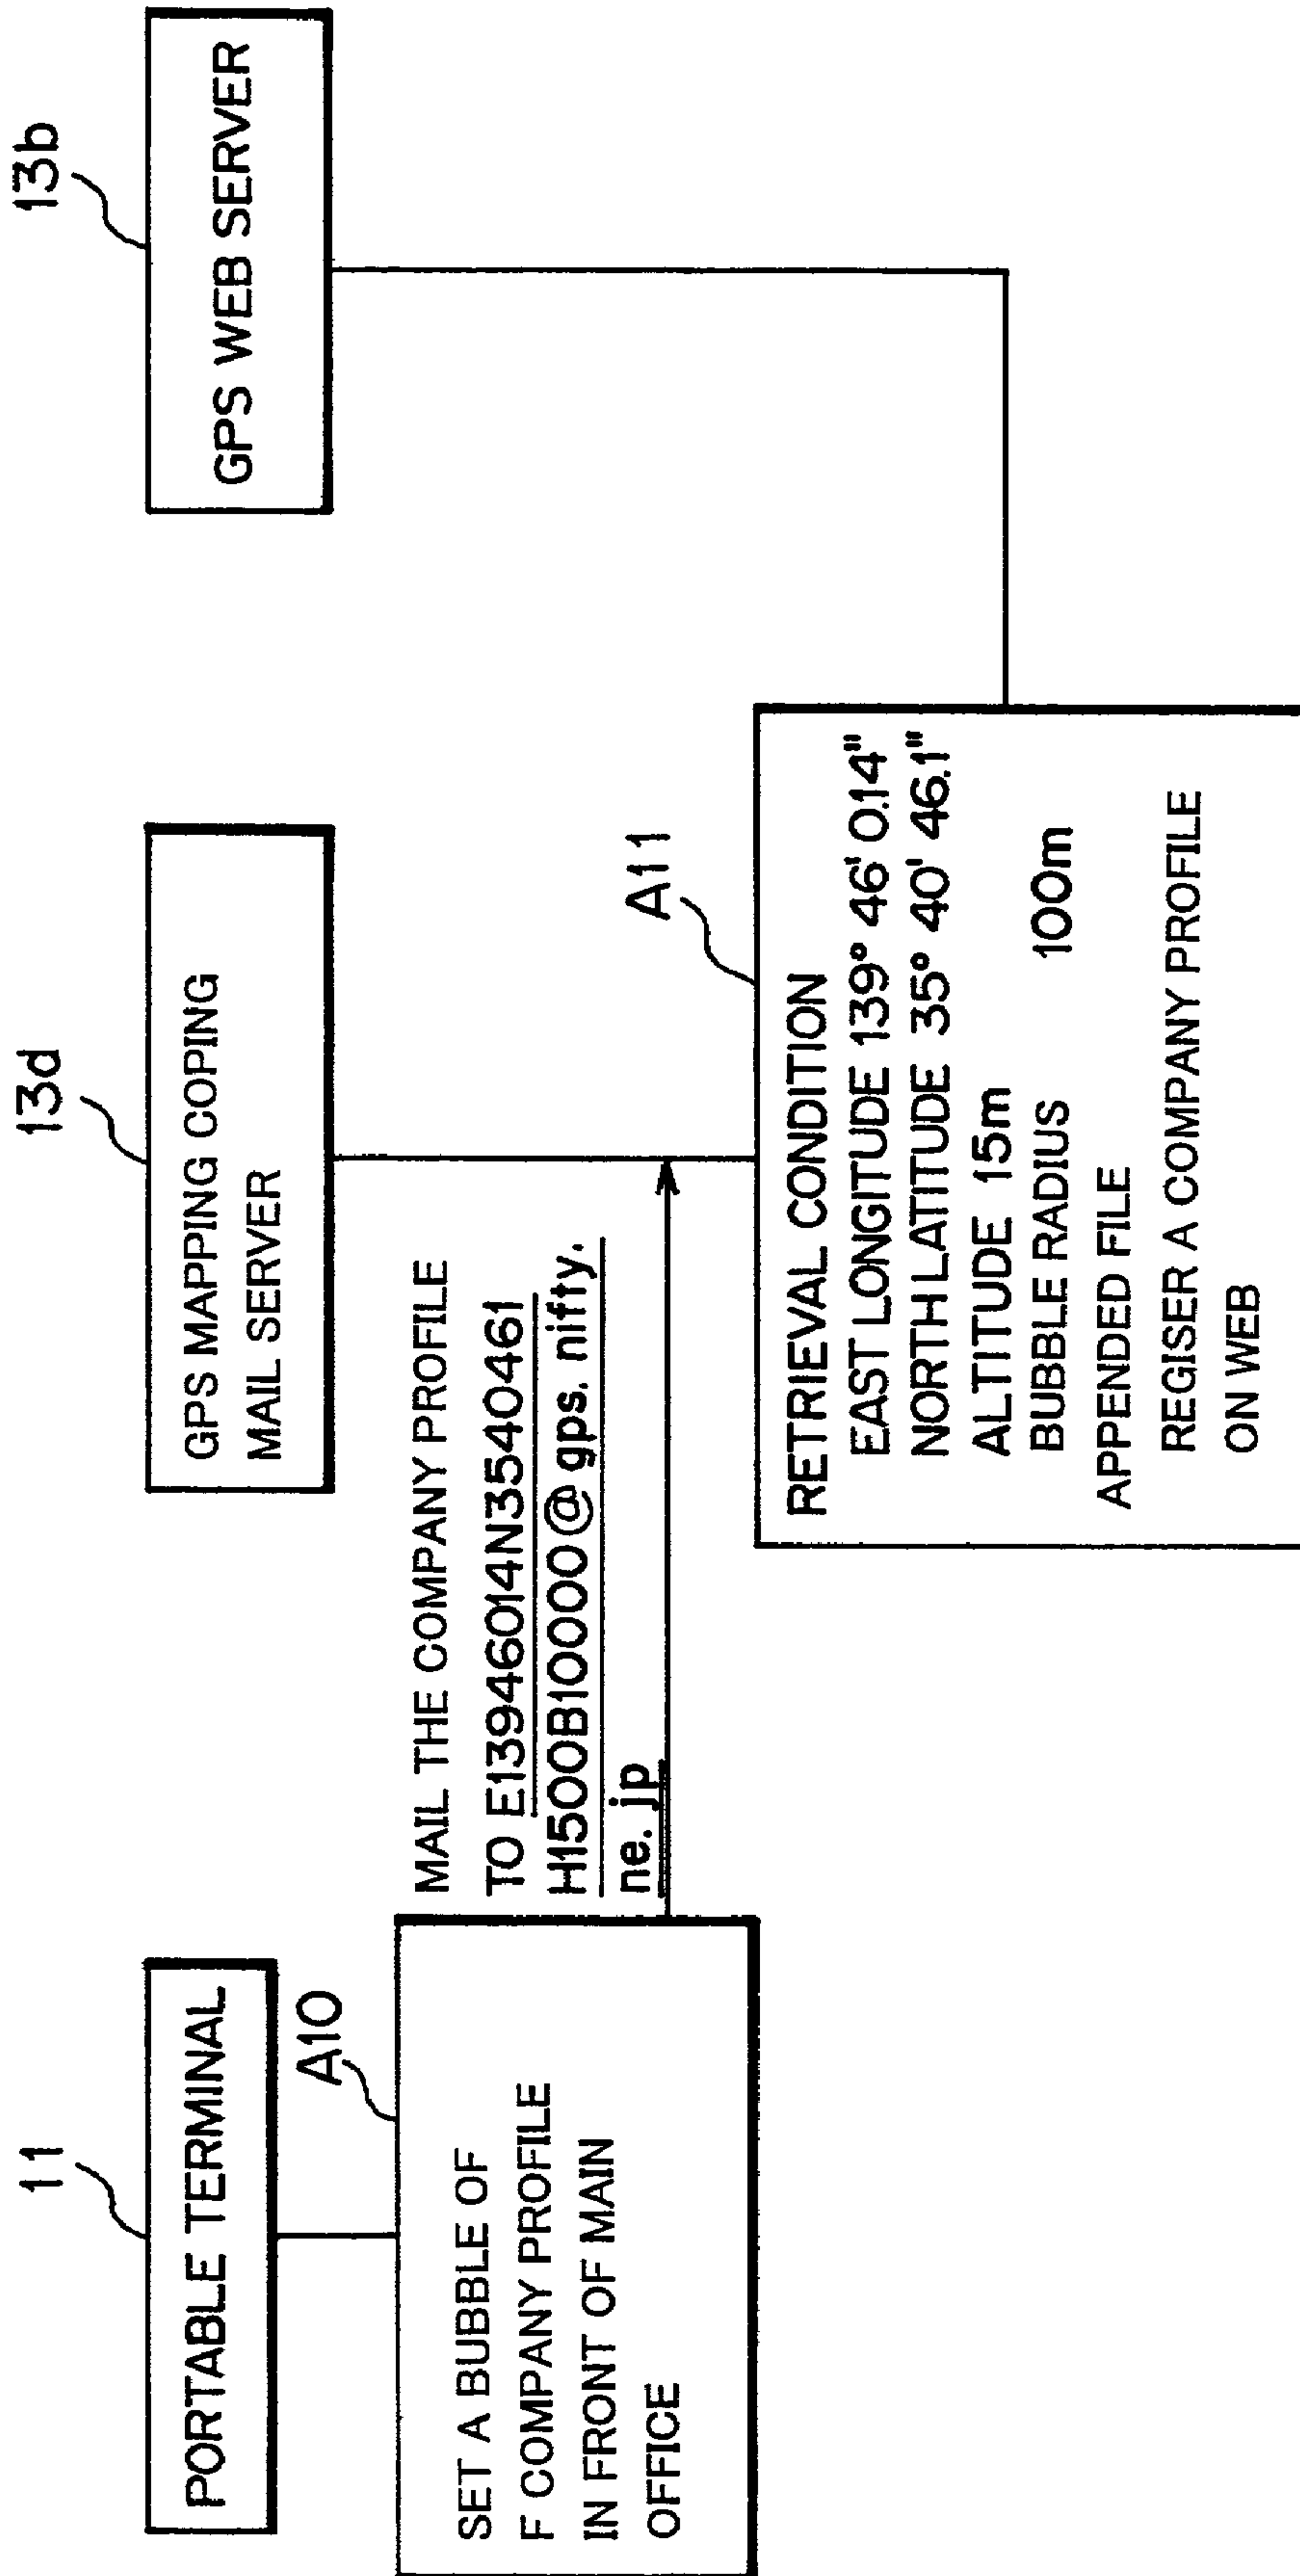 11
PORTABLE TERMINAL
A10
SET A BUBBLE OF
F COMPANY PROFILE
IN FRONT OF MAIN
OFFICE
MAIL THE COMPANY PROFILE
TO E13946014N3540461
H1500B10000@gps. nifty.
ne. jp
13d
GPS MAPPING COPING
MAIL SERVER
A11
RETRIEVAL CONDITION
EAST LONGITUDE 139° 46' 0.14"
NORTH LATITUDE 35° 40' 46.1"
ALTITUDE 15m
BUBBLE RADIUS 100m
APPENDED FILE
REGISER A COMPANY PROFILE
ON WEB
13b
GPS WEB SERVER